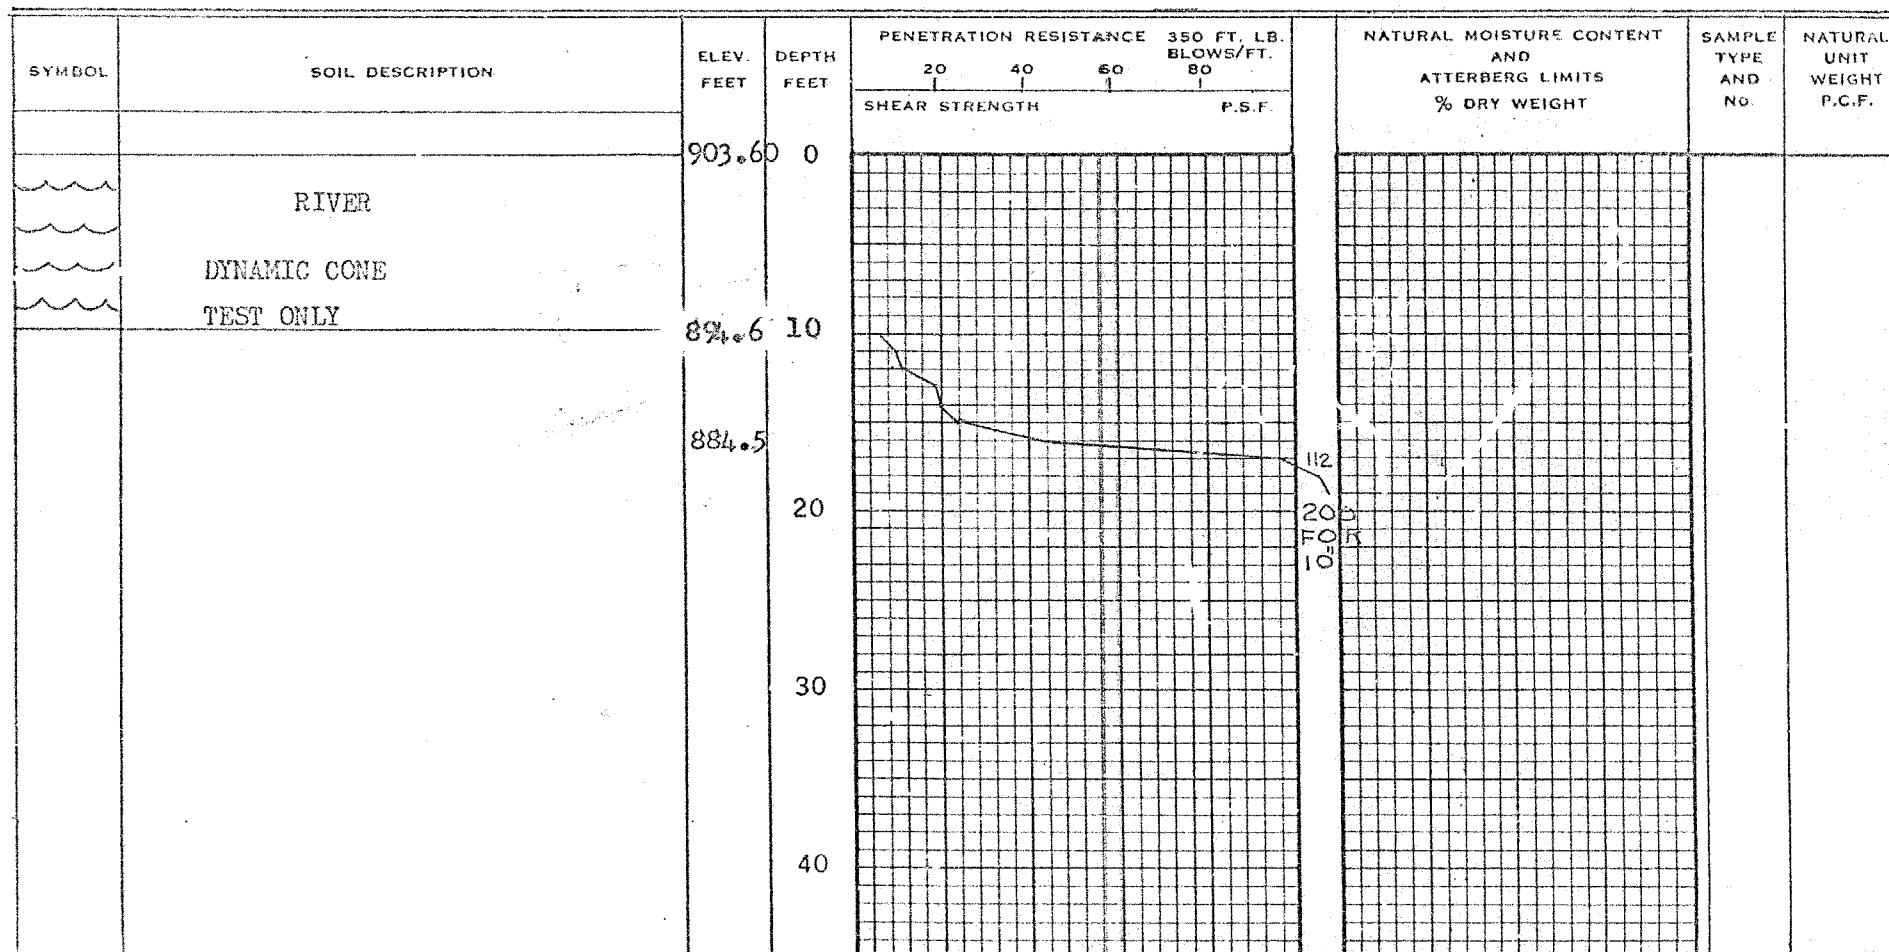 SYMBOL
SOIL DESCRIPTION
ELEV.
FEET
DEPTH
FEET
PENETRATION RESISTANCE 350 FT. LB.
BLOWS/FT.
20 40 60 80
SHEAR STRENGTH P.S.F.
NATURAL MOISTURE CONTENT
AND
ATTERBERG LIMITS
% DRY WEIGHT
SAMPLE
TYPE
AND
NO.
NATURAL
UNIT
WEIGHT
P.C.F.
903.60 0
RIVER
DYNAMIC CONE
TEST ONLY
894.6 10
884.5
112
20
200
FOR
10"
30
40